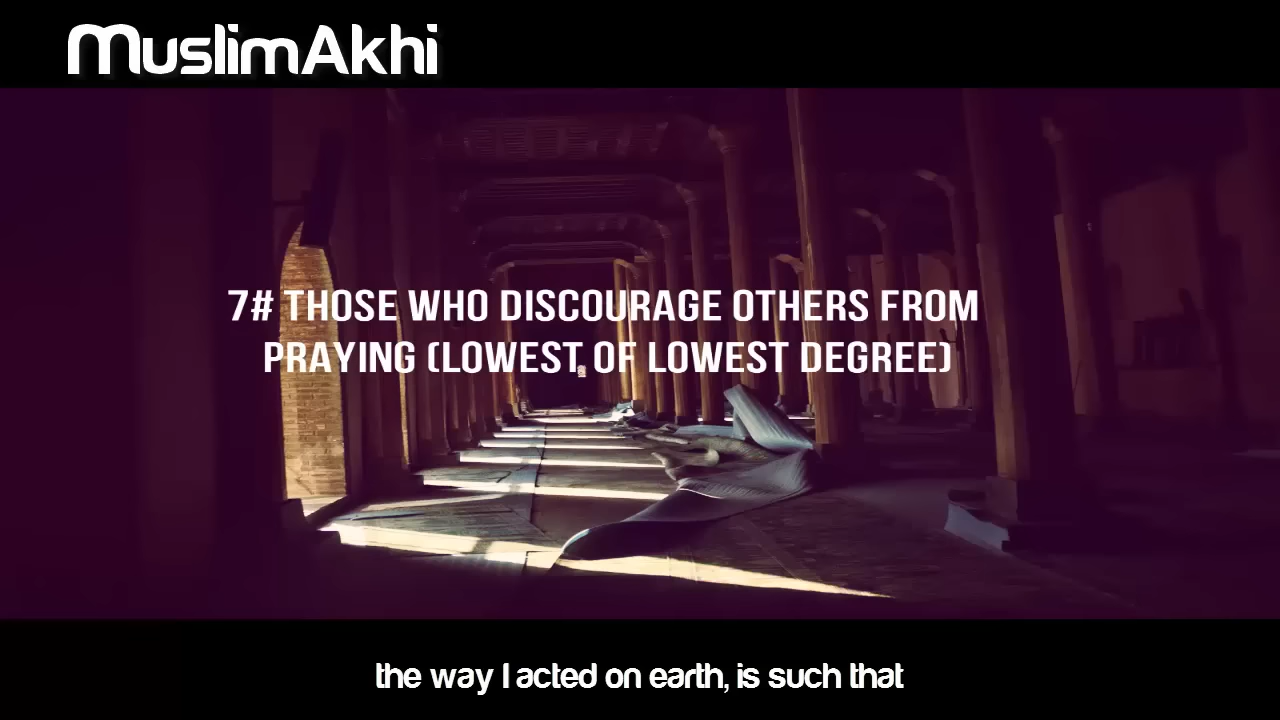 MuslimAkhi
7# THOSE WHO DISCOURAGE OTHERS FROM
PRAYING (LOWEST OF LOWEST DEGREE)
the way I acted on earth, is such that